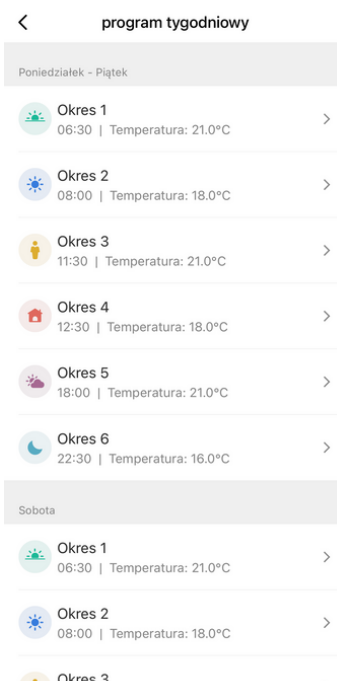 program tygodniowy
Poniedziałek - Piątek
Okres 1
06:30 | Temperatura: 21.0°C
Okres 2
08:00 | Temperatura: 18.0°C
Okres 3
11:30 | Temperatura: 21.0°C
Okres 4
12:30 | Temperatura: 18.0°C
Okres 5
18:00 | Temperatura: 21.0°C
Okres 6
22:30 | Temperatura: 16.0°C
Sobota
Okres 1
06:30 | Temperatura: 21.0°C
Okres 2
08:00 | Temperatura: 18.0°C
Okres 3